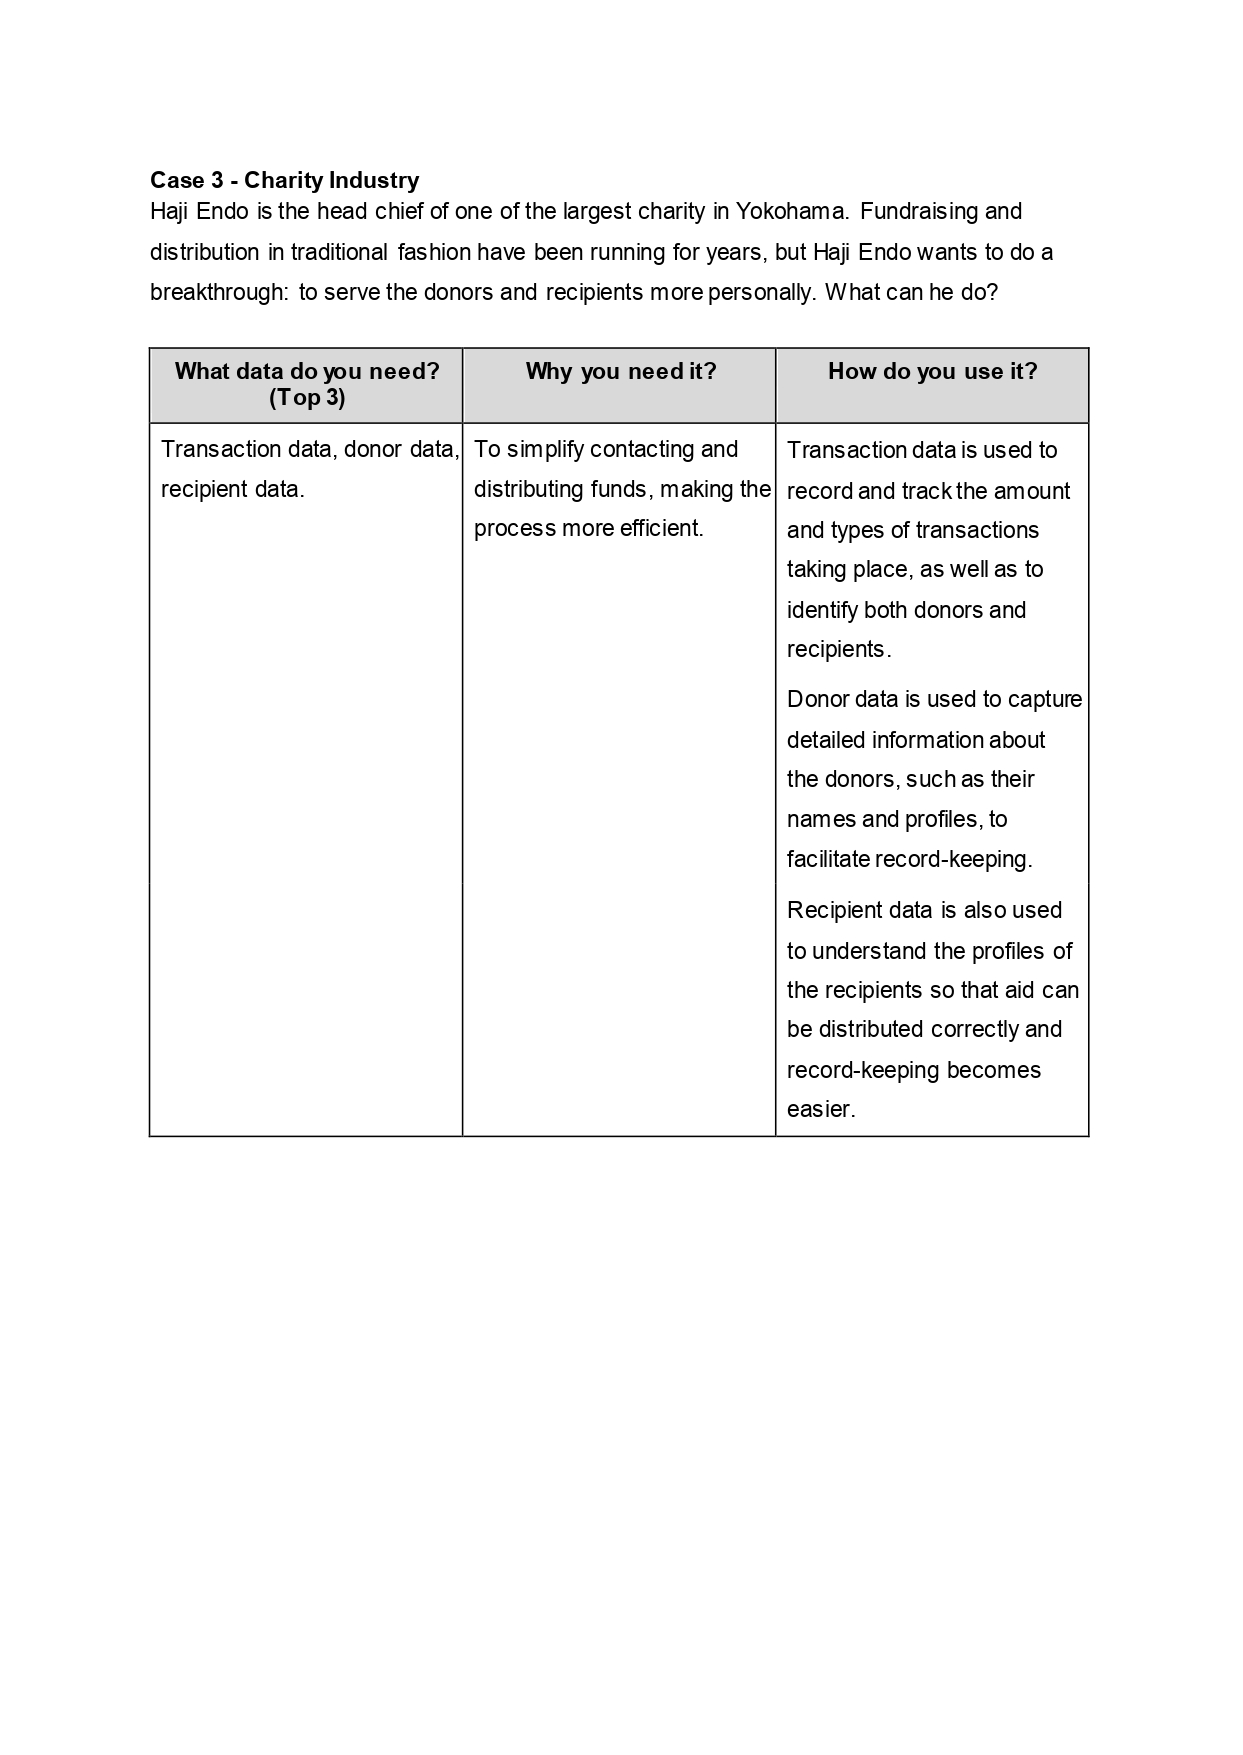 Case 3 - Charity Industry
Haji Endo is the head chief of one of the largest charity in Yokohama. Fundraising and
distribution in traditional fashion have been running for years, but Haji Endo wants to do a
breakthrough: to serve the donors and recipients more personally. What can he do?
What data do you need?
(Top 3)
Why you need it?
How do you use it?
Transaction data, donor data,
recipient data.
To simplify contacting and
distributing funds, making the
process more efficient.
Transaction data is used to
record and track the amount
and types of transactions
taking place, as well as to
identify both donors and
recipients.
Donor data is used to capture
detailed information about
the donors, such as their
names and profiles, to
facilitate record-keeping.
Recipient data is also used
to understand the profiles of
the recipients so that aid can
be distributed correctly and
record-keeping becomes
easier.